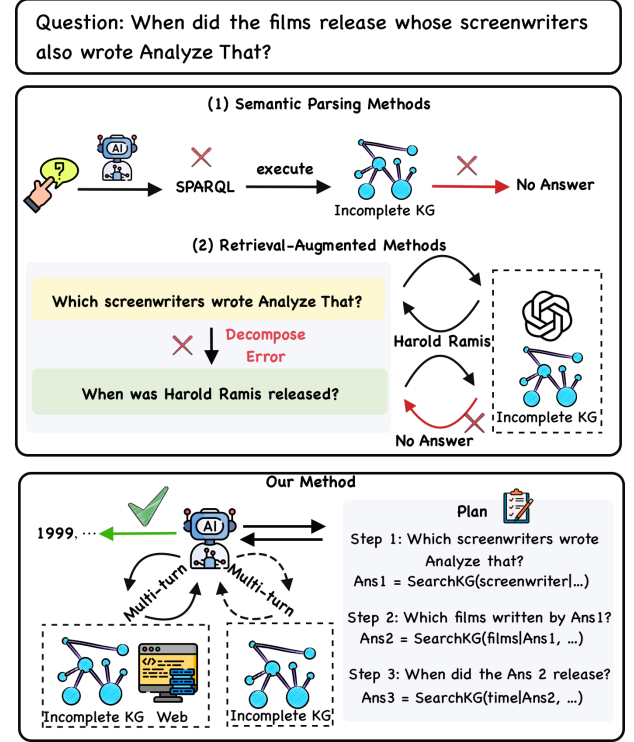 Question: When did the films release whose screenwriters
also wrote Analyze That?
(1) Semantic Parsing Methods
?
AI
SPARQL
execute
Incomplete KG
No Answer
(2) Retrieval-Augmented Methods
Which screenwriters wrote Analyze That?
Decompose
Error
When was Harold Ramis released?
Harold Ramis
Incomplete KG
No Answer
Our Method
1999, ···
AI
Multi-turn
Multi-turn
</>
Incomplete KG
Web
Incomplete KG
Plan
Step 1: Which screenwriters wrote
Analyze that?
Ans1 = SearchKG(screenwriter|...)
Step 2: Which films written by Ans1?
Ans2 = SearchKG(films|Ans1, ...)
Step 3: When did the Ans 2 release?
Ans3 = SearchKG(time|Ans2, ...)